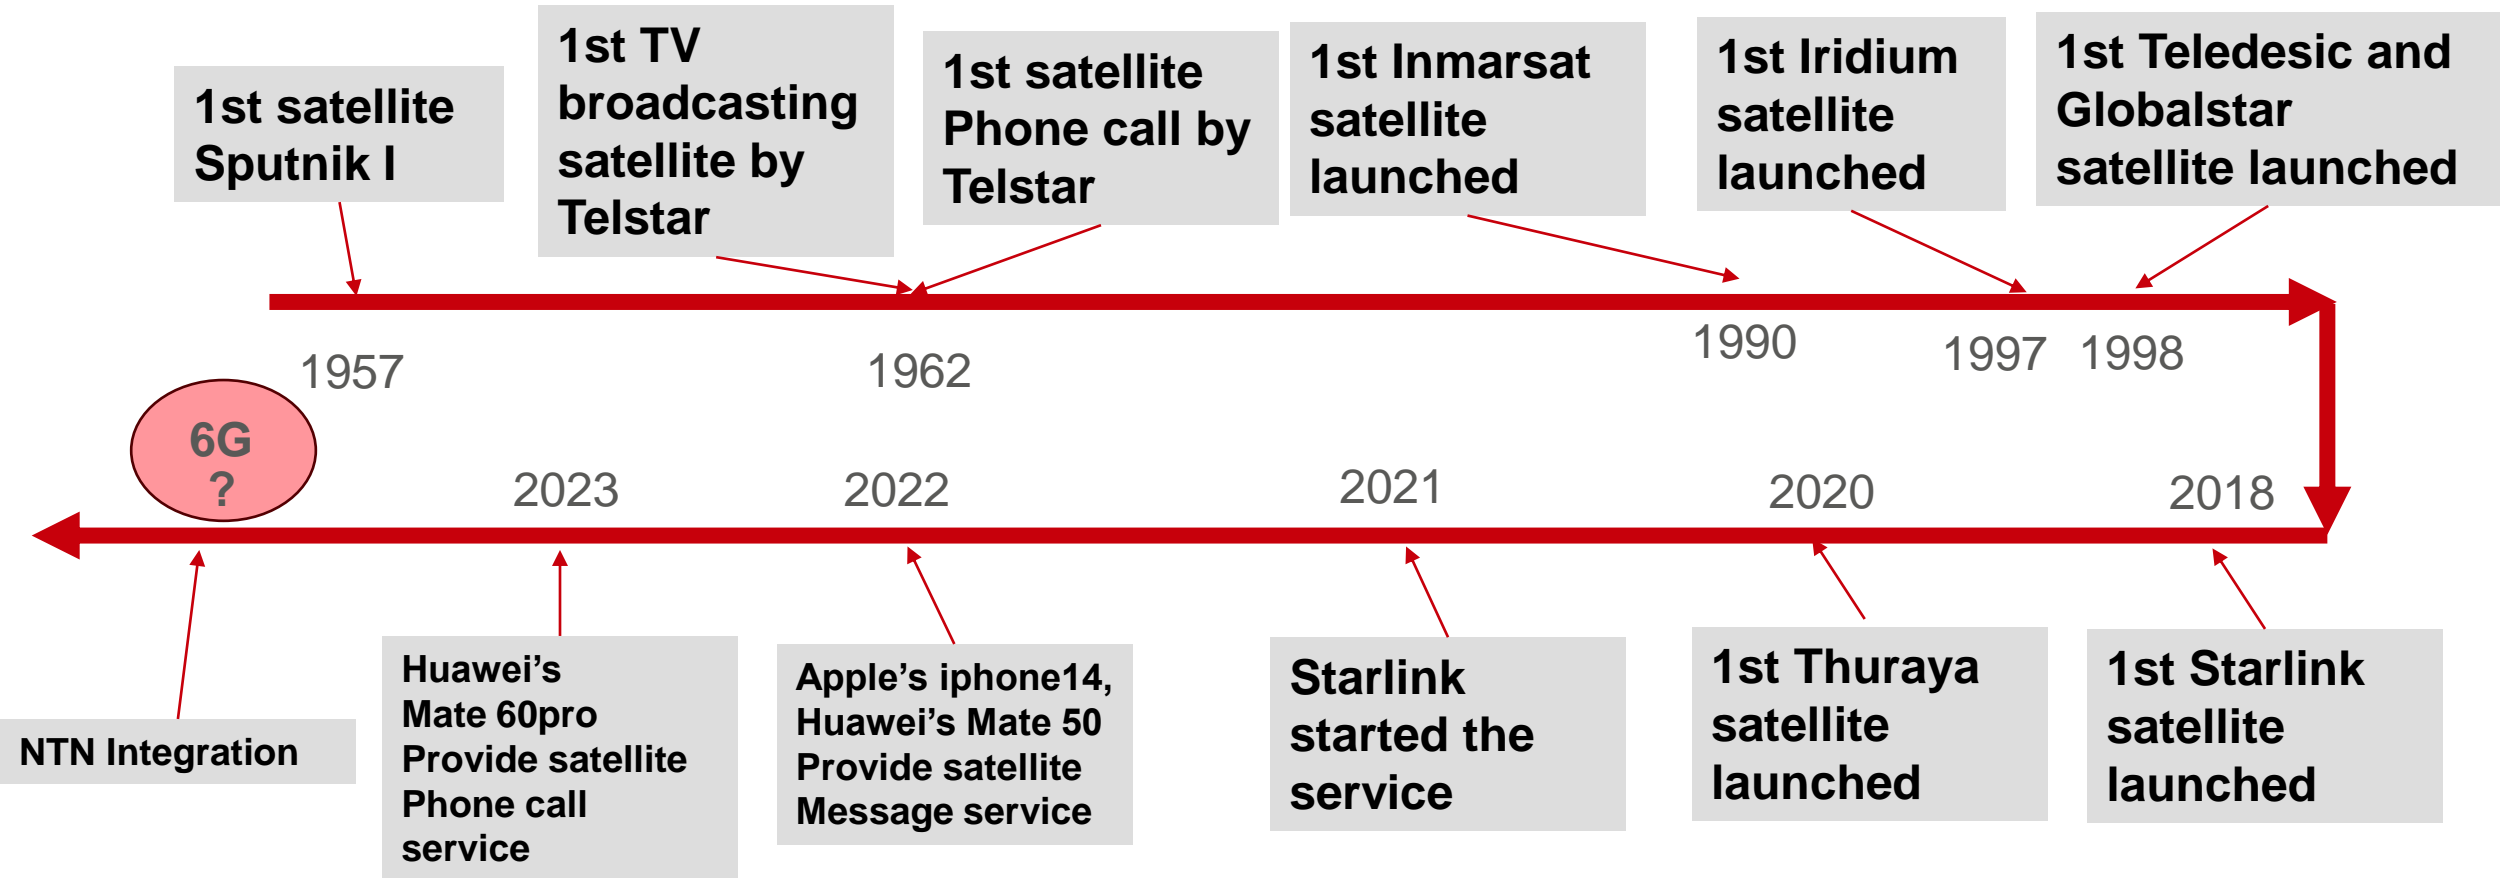 1st satellite
Sputnik I
1st TV
broadcasting
satellite by
Telstar
1st satellite
Phone call by
Telstar
1st Inmarsat
satellite
launched
1st Iridium
satellite
launched
1st Teledesic and
Globalstar
satellite launched
1957
1962
1990
1997
1998
6G
?
2023
2022
2021
2020
2018
NTN Integration
Huawei’s
Mate 60pro
Provide satellite
Phone call
service
Apple’s iphone14,
Huawei’s Mate 50
Provide satellite
Message service
Starlink
started the
service
1st Thuraya
satellite
launched
1st Starlink
satellite
launched